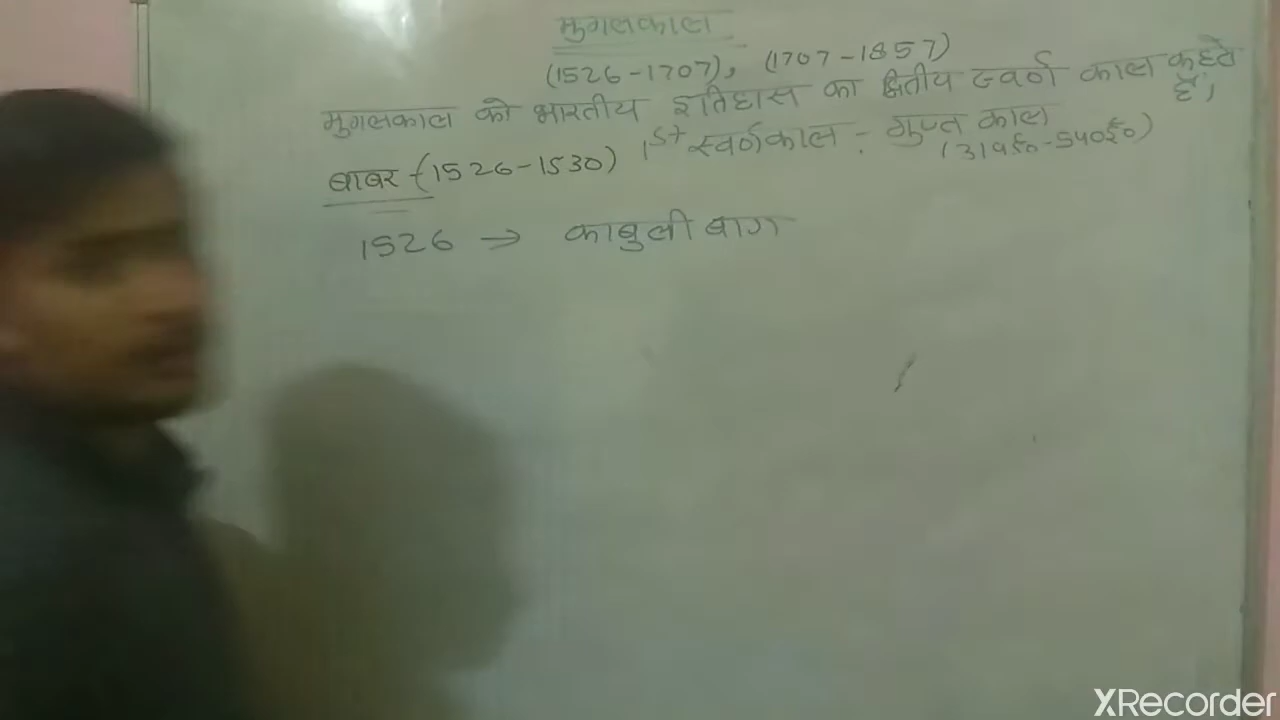 मुगलकाल
(1526-1707), (1707-1857)
मुगलकाल को भारतीय इतिहास का द्वितीय स्वर्ण काल कहते हैं,
बाबर -(1526-1530) 1st स्वर्णकाल - गुप्त काल
(319ई०-540ई०)
1526 → काबुली बाग
XRecorder